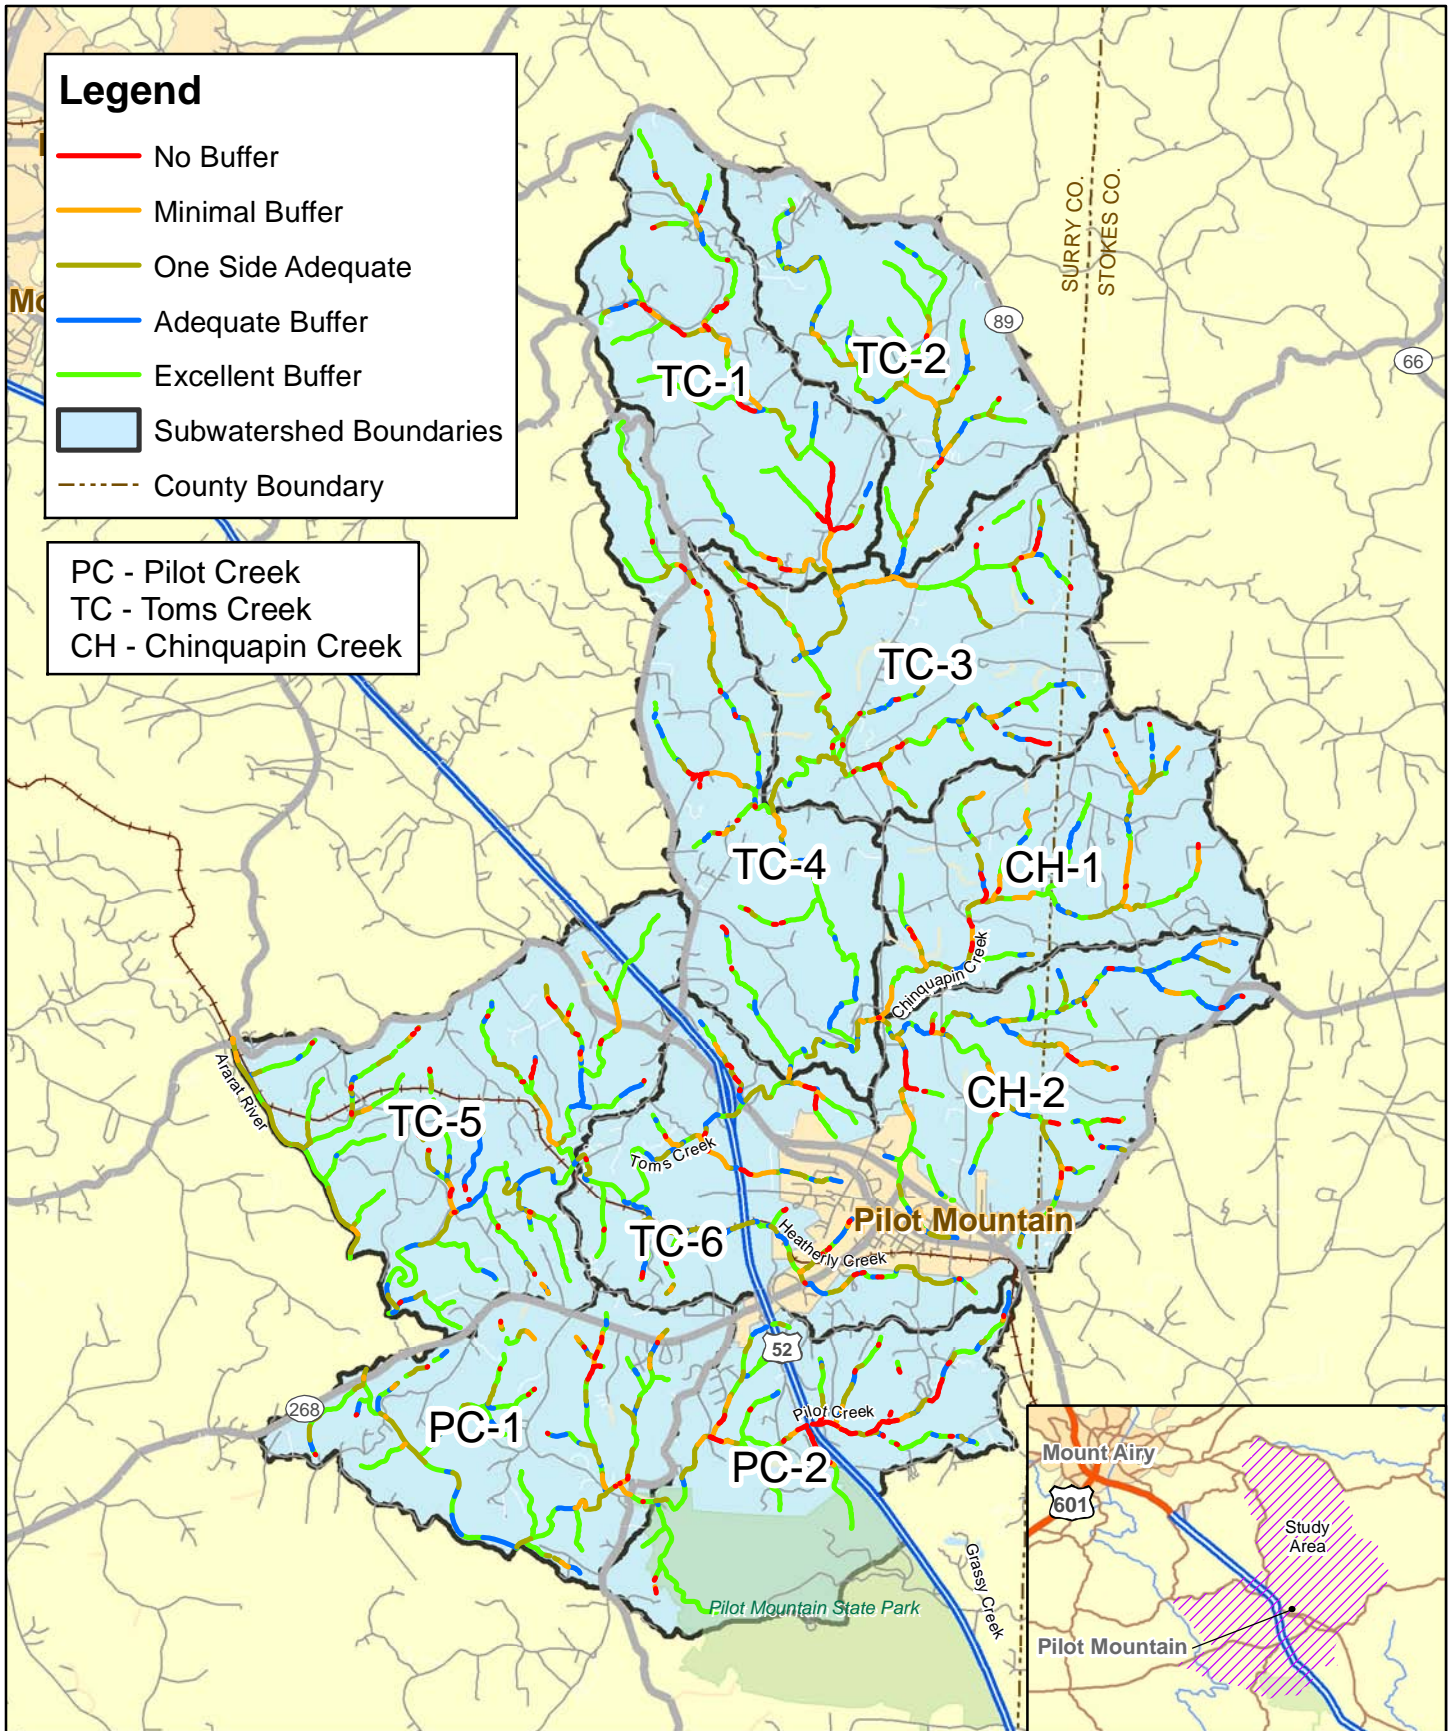 Legend
No Buffer
Minimal Buffer
One Side Adequate
Adequate Buffer
Excellent Buffer
Subwatershed Boundaries
County Boundary
PC - Pilot Creek
TC - Toms Creek
CH - Chinquapin Creek
SURRY CO.
STOKES CO.
89
66
TC-1
TC-2
TC-3
TC-4
CH-1
Chinquapin Creek
CH-2
Ararat River
TC-5
Toms Creek
TC-6
Pilot Mountain
Heatherly Creek
52
268
PC-1
Pilot Creek
PC-2
Grassy Creek
Pilot Mountain State Park
Mount Airy
601
Study
Area
Pilot Mountain